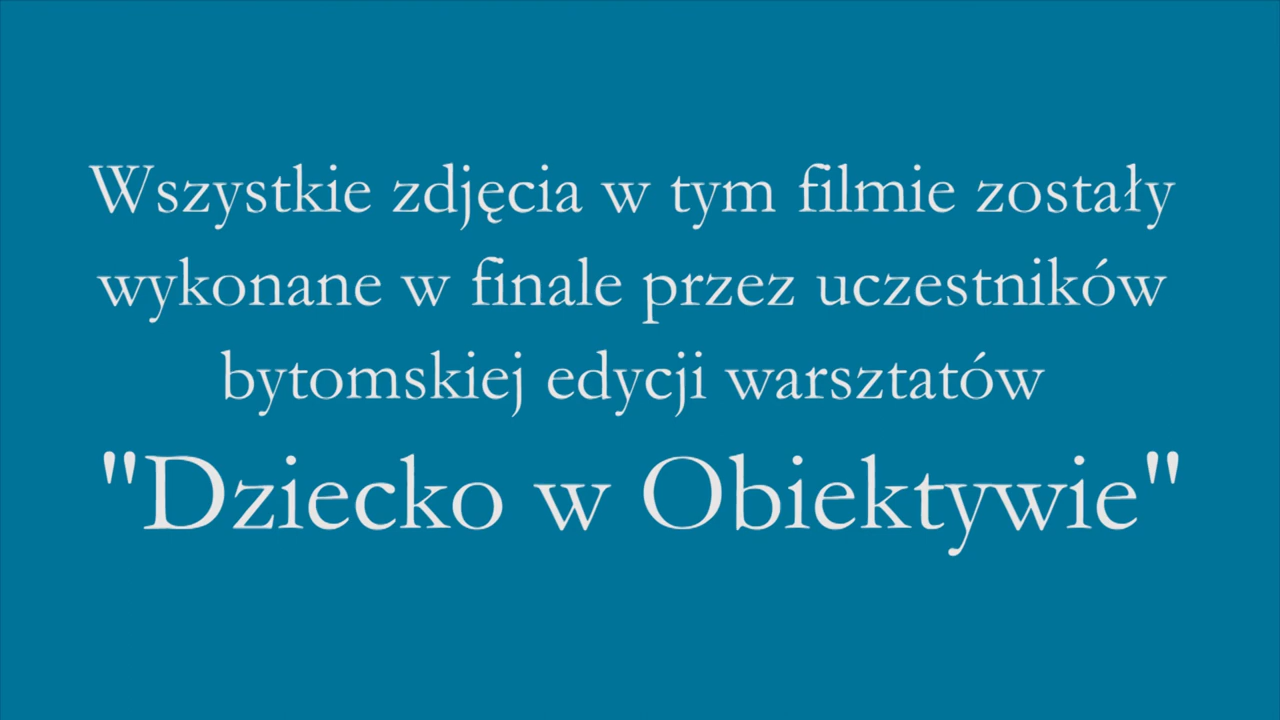 Wszystkie zdjęcia w tym filmie zostały
wykonane w finale przez uczestników
bytomskiej edycji warsztatów
"Dziecko w Obiektywie"